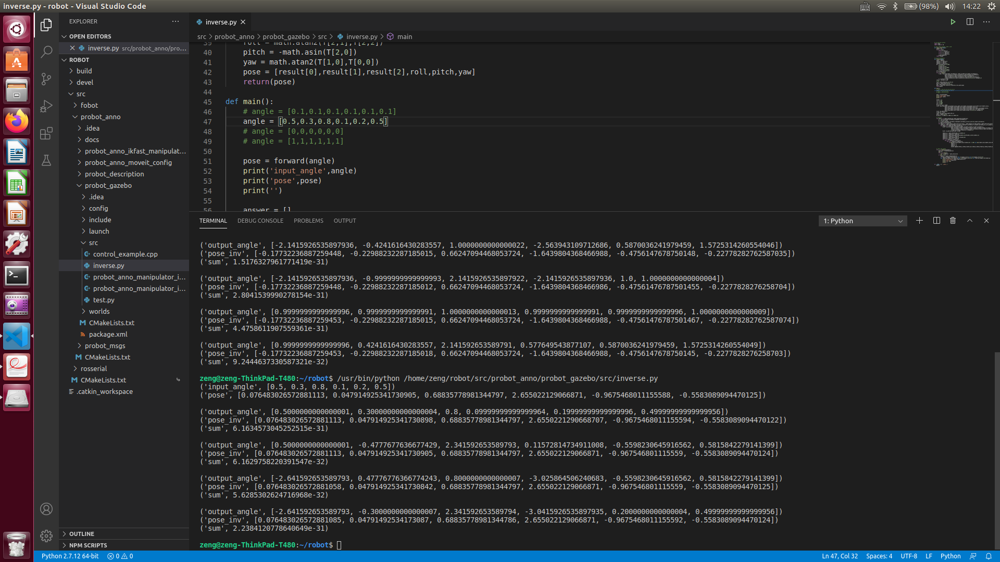 inverse.py - robot - Visual Studio Code
(98%)
14:22
EXPLORER
OPEN EDITORS
inverse.py src/probot_anno/pro...
ROBOT
build
devel
src
fobot
probot_anno
.idea
docs
probot_anno_ikfast_manipulat...
probot_anno_moveit_config
probot_description
probot_gazebo
.idea
config
include
launch
src
control_example.cpp
inverse.py
probot_anno_manipulator_i...
probot_anno_manipulator_i...
test.py
worlds
CMakeLists.txt
package.xml
probot_msgs
CMakeLists.txt
rosserial
CMakeLists.txt
.catkin_workspace
OUTLINE
NPM SCRIPTS
inverse.py
src > probot_anno > probot_gazebo > src > inverse.py > main
39 roll = math.atan2(T[2,1],T[2,2])
40 pitch = -math.asin(T[2,0])
41 yaw = math.atan2(T[1,0],T[0,0])
42 pose = [result[0],result[1],result[2],roll,pitch,yaw]
43 return(pose)
44
45 def main():
46 # angle = [0.1,0.1,0.1,0.1,0.1,0.1]
47 angle = [0.5,0.3,0.8,0.1,0.2,0.5]
48 # angle = [0,0,0,0,0,0]
49 # angle = [1,1,1,1,1,1]
50
51 pose = forward(angle)
52 print('input_angle',angle)
53 print('pose',pose)
54 print('')
55
56 answer = []
TERMINAL DEBUG CONSOLE PROBLEMS OUTPUT
1: Python
('output_angle', [-2.1415926535897936, -0.4241616430283557, 1.0000000000000022, -2.563943109712686, 0.5870036241979459, 1.5725314260554046])
('pose_inv', [-0.17732236887259448, -0.22988232287185015, 0.66247094468053724, -1.6439804368466988, -0.4756147678750148, -0.22778282762587035])
('sum', 1.5176327961771419e-31)
('output_angle', [-2.1415926535897936, -0.9999999999999993, 2.1415926535897922, -2.1415926535897936, 1.0, 1.0000000000000004])
('pose_inv', [-0.17732236887259448, -0.22988232287185012, 0.66247094468053724, -1.6439804368466986, -0.47561476787501455, -0.2277828276258704])
('sum', 2.8041539990278154e-31)
('output_angle', [0.9999999999999996, 0.9999999999999991, 1.0000000000000013, 0.9999999999999991, 0.9999999999999996, 1.0000000000000009])
('pose_inv', [-0.17732236887259453, -0.22988232287185012, 0.66247094468053724, -1.6439804368466988, -0.47561476787501467, -0.22778282762587074])
('sum', 4.4758611907559361e-31)
('output_angle', [0.9999999999999996, 0.4241616430283557, 2.141592653589791, 0.577649543877107, 0.5870036241979459, 1.5725314260554049])
('pose_inv', [-0.17732236887259453, -0.22988232287185018, 0.66247094468053724, -1.6439804368466988, -0.4756147678750145, -0.2277828276258703])
('sum', 9.2444637330587321e-32)
zeng@zeng-ThinkPad-T480:~/robot$ /usr/bin/python /home/zeng/robot/src/probot_anno/probot_gazebo/src/inverse.py
('input_angle', [0.5, 0.3, 0.8, 0.1, 0.2, 0.5])
('pose', [0.076483026572881113, 0.047914925341730905, 0.68835778981344797, 2.655022129066871, -0.9675468011155588, -0.5583089094470125])
('output_angle', [0.5000000000000001, 0.30000000000000004, 0.8, 0.09999999999999964, 0.19999999999999996, 0.49999999999999956])
('pose_inv', [0.076483026572881113, 0.047914925341730898, 0.68835778981344797, 2.6550221290668707, -0.9675468011155594, -0.5583089094470122])
('sum', 6.1634573045252515e-31)
('output_angle', [0.5000000000000001, -0.4777677636677429, 2.341592653589793, 0.11572814734911008, -0.5598230645916562, 0.5815842279141399])
('pose_inv', [0.076483026572881113, 0.047914925341730905, 0.68835778981344797, 2.655022129066871, -0.967546801115559, -0.5583089094470124])
('sum', 6.1629758220391547e-32)
('output_angle', [-2.641592653589793, 0.47776766366774243, 0.8000000000000007, -3.025864506240683, -0.5598230645916562, 0.5815842279141399])
('pose_inv', [0.076483026572881058, 0.047914925341730842, 0.68835778981344797, 2.655022129066871, -0.967546801115559, -0.5583089094470125])
('sum', 5.6285302624716968e-32)
('output_angle', [-2.641592653589793, -0.3000000000000007, 2.341592653589794, -3.0415926535897935, 0.2000000000000004, 0.49999999999999956])
('pose_inv', [0.076483026572881085, 0.04791492534173087, 0.68835778981344786, 2.655022129066871, -0.9675468011155592, -0.5583089094470124])
('sum', 2.2384120778640649e-31)
zeng@zeng-ThinkPad-T480:~/robot$
Python 2.7.12 64-bit 0 0
Ln 47, Col 32 Spaces: 4 UTF-8 LF Python